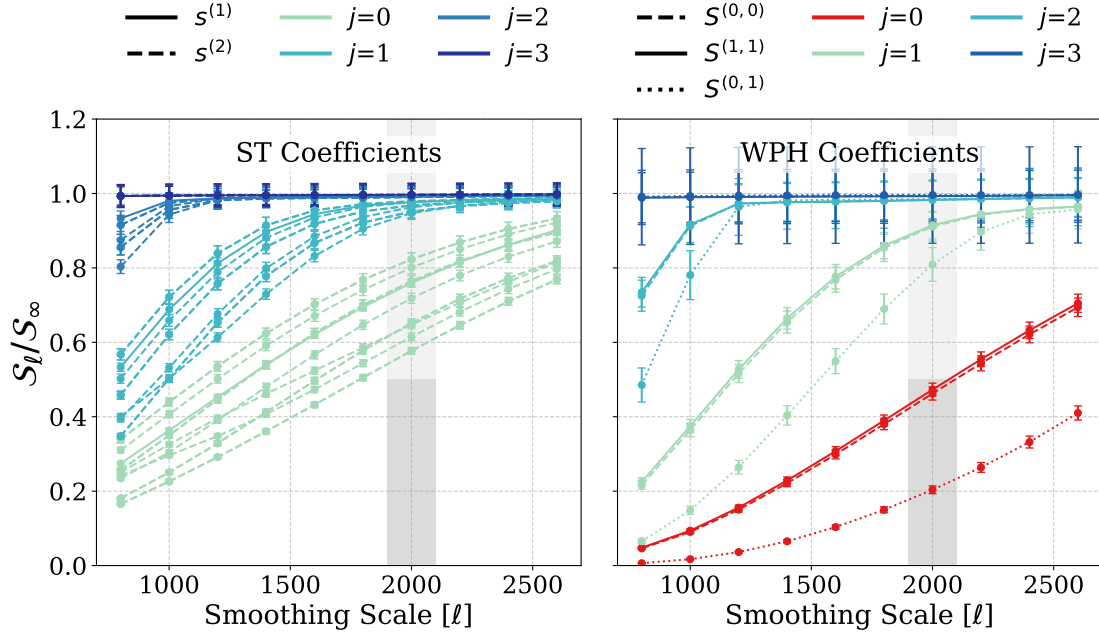 s^(1) j=0 j=2 S^(0,0) j=0 j=2
s^(2) j=1 j=3 S^(1,1) j=1 j=3
S^(0,1)
ST Coefficients WPH Coefficients
𝒮_ℓ/𝒮_∞
1.2
1.0
0.8
0.6
0.4
0.2
0.0
1000 1500 2000 2500 1000 1500 2000 2500
Smoothing Scale [ℓ] Smoothing Scale [ℓ]